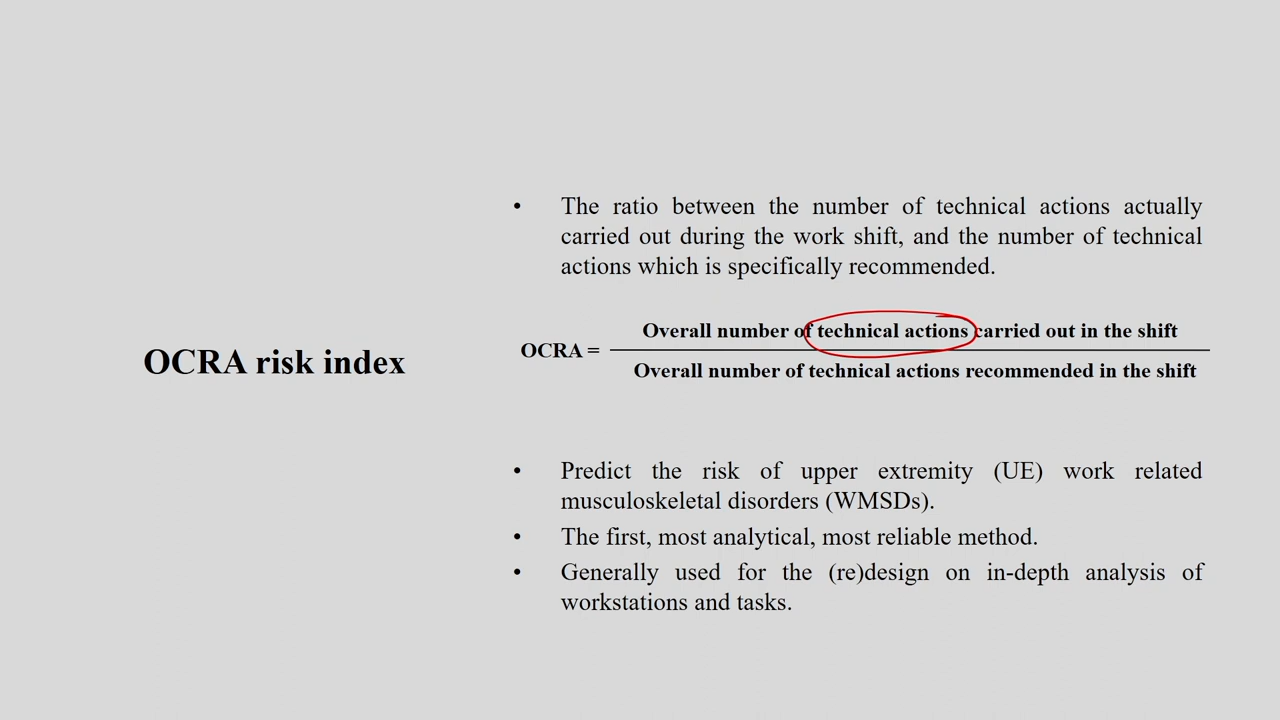 OCRA risk index
• The ratio between the number of technical actions actually
carried out during the work shift, and the number of technical
actions which is specifically recommended.
OCRA =
Overall number of technical actions carried out in the shift
Overall number of technical actions recommended in the shift
• Predict the risk of upper extremity (UE) work related
musculoskeletal disorders (WMSDs).
• The first, most analytical, most reliable method.
• Generally used for the (re)design on in-depth analysis of
workstations and tasks.